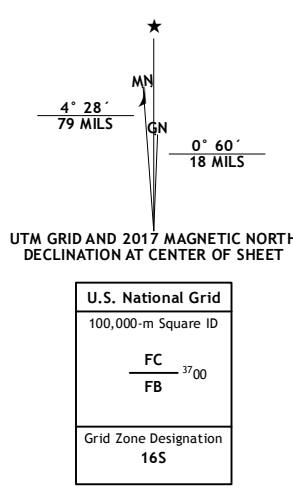 MN
4° 28´
79 MILS
GN
0° 60´
18 MILS
UTM GRID AND 2017 MAGNETIC NORTH
DECLINATION AT CENTER OF SHEET
U.S. National Grid
100,000-m Square ID
FC
3700
FB
Grid Zone Designation
16S